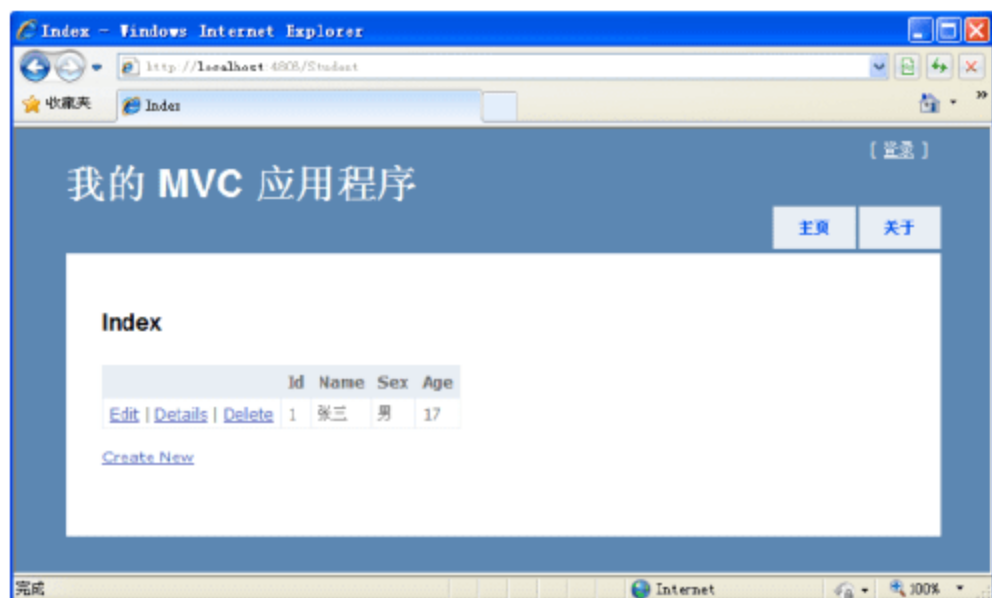 Index - Windows Internet Explorer
http://localhost:4805/Student
收藏夹 Index
[ 登录 ]
我的 MVC 应用程序
主页 关于
Index
Id Name Sex Age
Edit | Details | Delete 1 张三 男 17
Create New
完成 Internet 100%